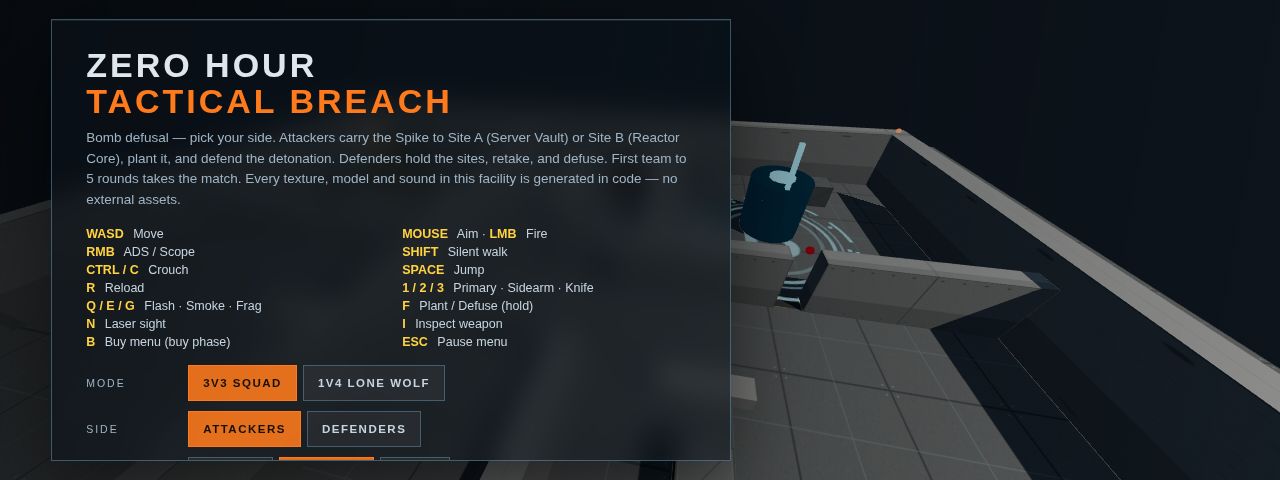 ZERO HOUR
TACTICAL BREACH
Bomb defusal — pick your side. Attackers carry the Spike to Site A (Server Vault) or Site B (Reactor
Core), plant it, and defend the detonation. Defenders hold the sites, retake, and defuse. First team to
5 rounds takes the match. Every texture, model and sound in this facility is generated in code — no
external assets.
WASD Move
MOUSE Aim · LMB Fire
RMB ADS / Scope
SHIFT Silent walk
CTRL / C Crouch
SPACE Jump
R Reload
1 / 2 / 3 Primary · Sidearm · Knife
Q / E / G Flash · Smoke · Frag
F Plant / Defuse (hold)
N Laser sight
I Inspect weapon
B Buy menu (buy phase)
ESC Pause menu
MODE 3V3 SQUAD 1V4 LONE WOLF
SIDE ATTACKERS DEFENDERS